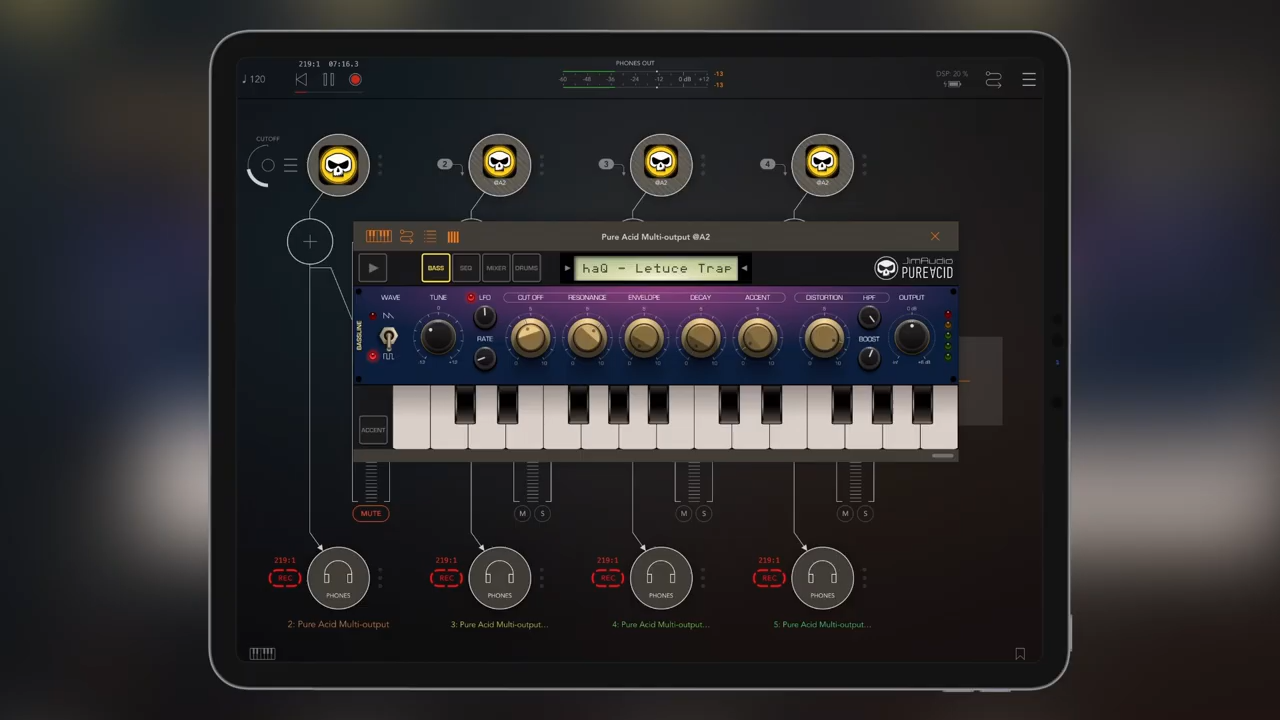 219:1 07:16.3
PHONES OUT
120
-60 -48 -36 -24 -12 0 dB +12
-13
-13
DSP: 20 %
CUTOFF
2
@A2
3
@A2
4
@A2
Pure Acid Multi-output @A2
BASS
SEQ
MIXER
DRUMS
haQ - Letuce Trap
JimAudio
PUREACID
WAVE
TUNE
LFO
CUT OFF
RESONANCE
ENVELOPE
DECAY
ACCENT
DISTORTION
HPF
OUTPUT
BASSLINE
RATE
BOOST
ACCENT
MUTE
M S
M S
M S
219:1
REC
PHONES
219:1
REC
PHONES
219:1
REC
PHONES
219:1
REC
PHONES
2: Pure Acid Multi-output
3: Pure Acid Multi-output...
4: Pure Acid Multi-output...
5: Pure Acid Multi-output...